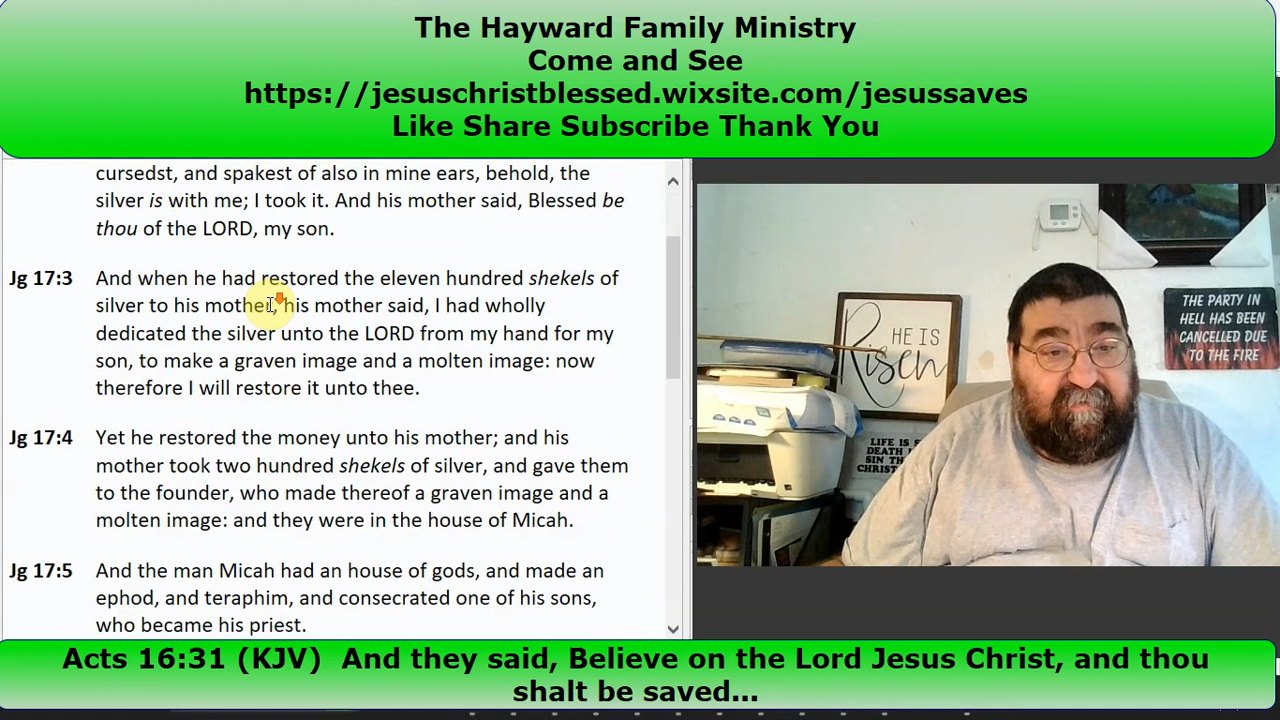 The Hayward Family Ministry
Come and See
https://jesuschristblessed.wixsite.com/jesussaves
Like Share Subscribe Thank You
cursedst, and spakest of also in mine ears, behold, the
silver is with me; I took it. And his mother said, Blessed be
thou of the LORD, my son.
Jg 17:3 And when he had restored the eleven hundred shekels of
silver to his mother, his mother said, I had wholly
dedicated the silver unto the LORD from my hand for my
son, to make a graven image and a molten image: now
therefore I will restore it unto thee.
Jg 17:4 Yet he restored the money unto his mother; and his
mother took two hundred shekels of silver, and gave them
to the founder, who made thereof a graven image and a
molten image: and they were in the house of Micah.
Jg 17:5 And the man Micah had an house of gods, and made an
ephod, and teraphim, and consecrated one of his sons,
who became his priest.
HE IS
Risen
LIFE IS
DEATH
SIN TH
CHRIST
THE PARTY IN
HELL HAS BEEN
CANCELLED DUE
TO THE FIRE
Acts 16:31 (KJV) And they said, Believe on the Lord Jesus Christ, and thou
shalt be saved...